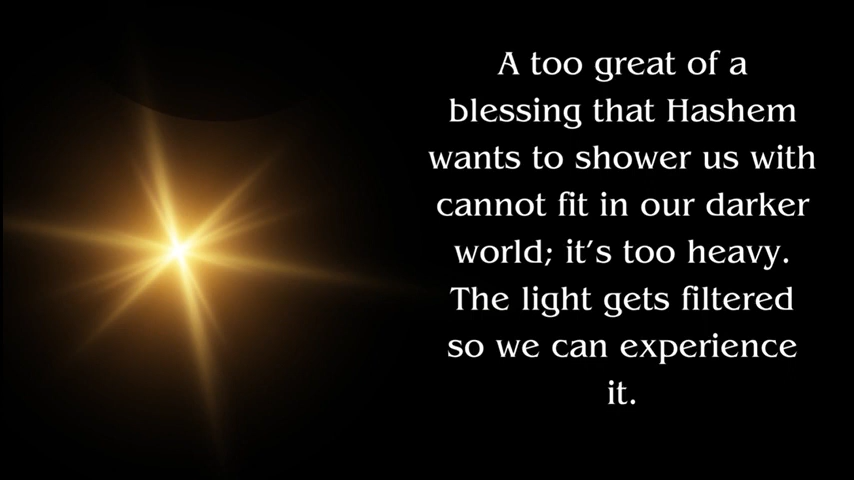 A too great of a
blessing that Hashem
wants to shower us with
cannot fit in our darker
world; it's too heavy.
The light gets filtered
so we can experience
it.